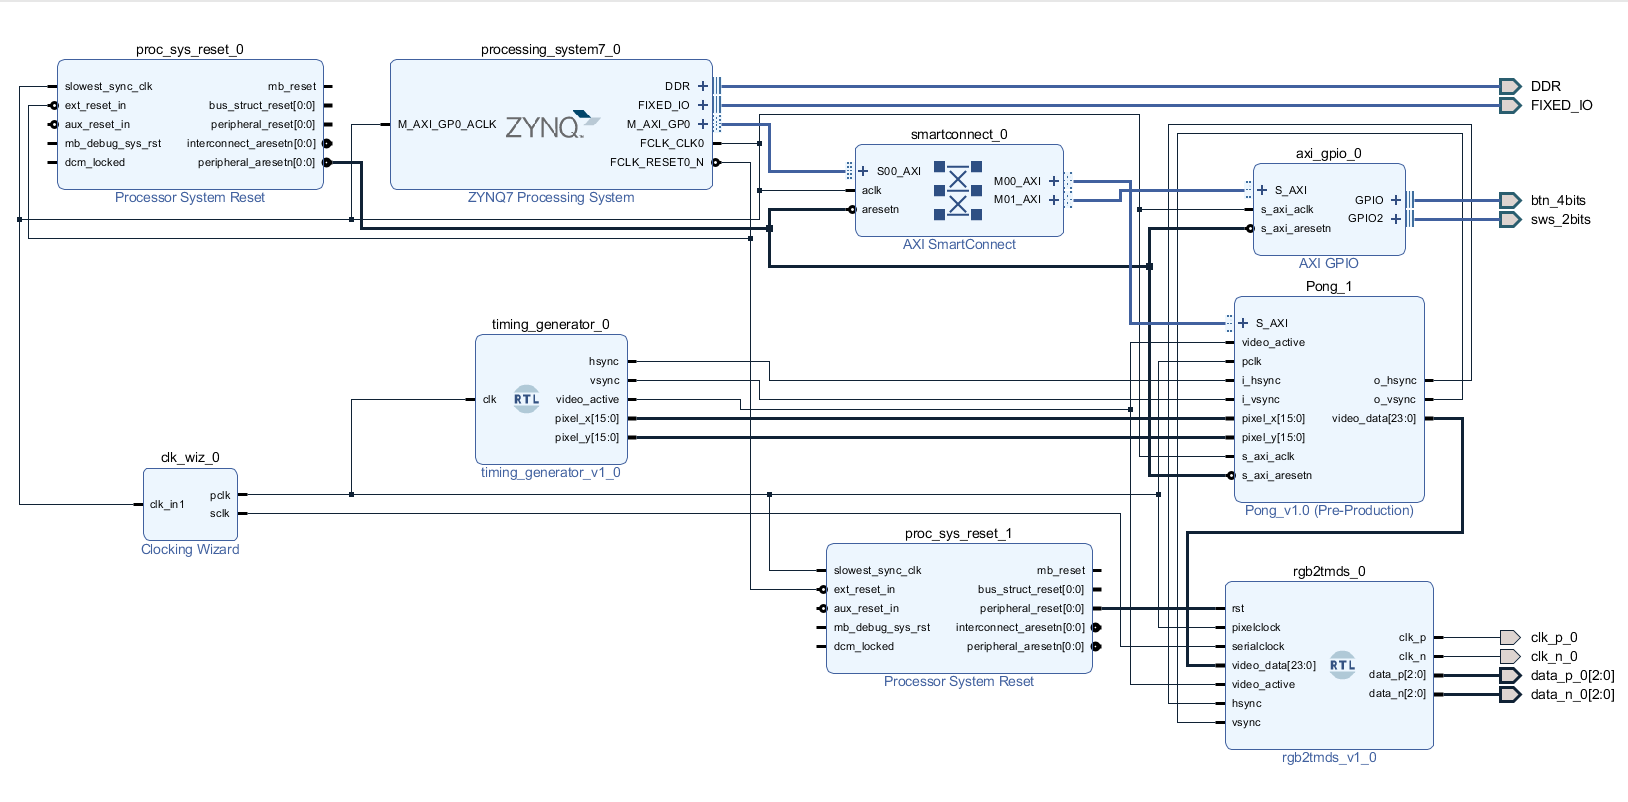 proc_sys_reset_0
slowest_sync_clk
ext_reset_in
aux_reset_in
mb_debug_sys_rst
dcm_locked
mb_reset
bus_struct_reset[0:0]
peripheral_reset[0:0]
interconnect_aresetn[0:0]
peripheral_aresetn[0:0]
Processor System Reset
processing_system7_0
M_AXI_GP0_ACLK
ZYNQ
DDR
FIXED_IO
M_AXI_GP0
FCLK_CLK0
FCLK_RESET0_N
ZYNQ7 Processing System
DDR
FIXED_IO
smartconnect_0
S00_AXI
aclk
aresetn
M00_AXI
M01_AXI
AXI SmartConnect
axi_gpio_0
S_AXI
s_axi_aclk
s_axi_aresetn
GPIO
GPIO2
AXI GPIO
btn_4bits
sws_2bits
timing_generator_0
clk
RTL
hsync
vsync
video_active
pixel_x[15:0]
pixel_y[15:0]
timing_generator_v1_0
Pong_1
S_AXI
video_active
pclk
i_hsync
i_vsync
pixel_x[15:0]
pixel_y[15:0]
s_axi_aclk
s_axi_aresetn
o_hsync
o_vsync
video_data[23:0]
Pong_v1.0 (Pre-Production)
clk_wiz_0
clk_in1
pclk
sclk
Clocking Wizard
proc_sys_reset_1
slowest_sync_clk
ext_reset_in
aux_reset_in
mb_debug_sys_rst
dcm_locked
mb_reset
bus_struct_reset[0:0]
peripheral_reset[0:0]
interconnect_aresetn[0:0]
peripheral_aresetn[0:0]
Processor System Reset
rgb2tmds_0
rst
pixelclock
serialclock
video_data[23:0]
video_active
hsync
vsync
RTL
clk_p
clk_n
data_p[2:0]
data_n[2:0]
rgb2tmds_v1_0
clk_p_0
clk_n_0
data_p_0[2:0]
data_n_0[2:0]